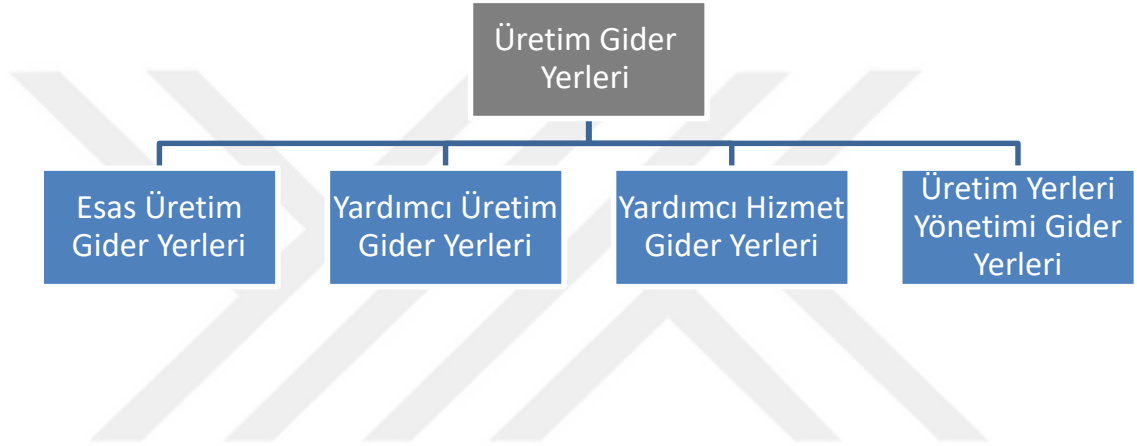 Üretim Gider
Yerleri
Esas Üretim
Gider Yerleri
Yardımcı Üretim
Gider Yerleri
Yardımcı Hizmet
Gider Yerleri
Üretim Yerleri
Yönetimi Gider
Yerleri